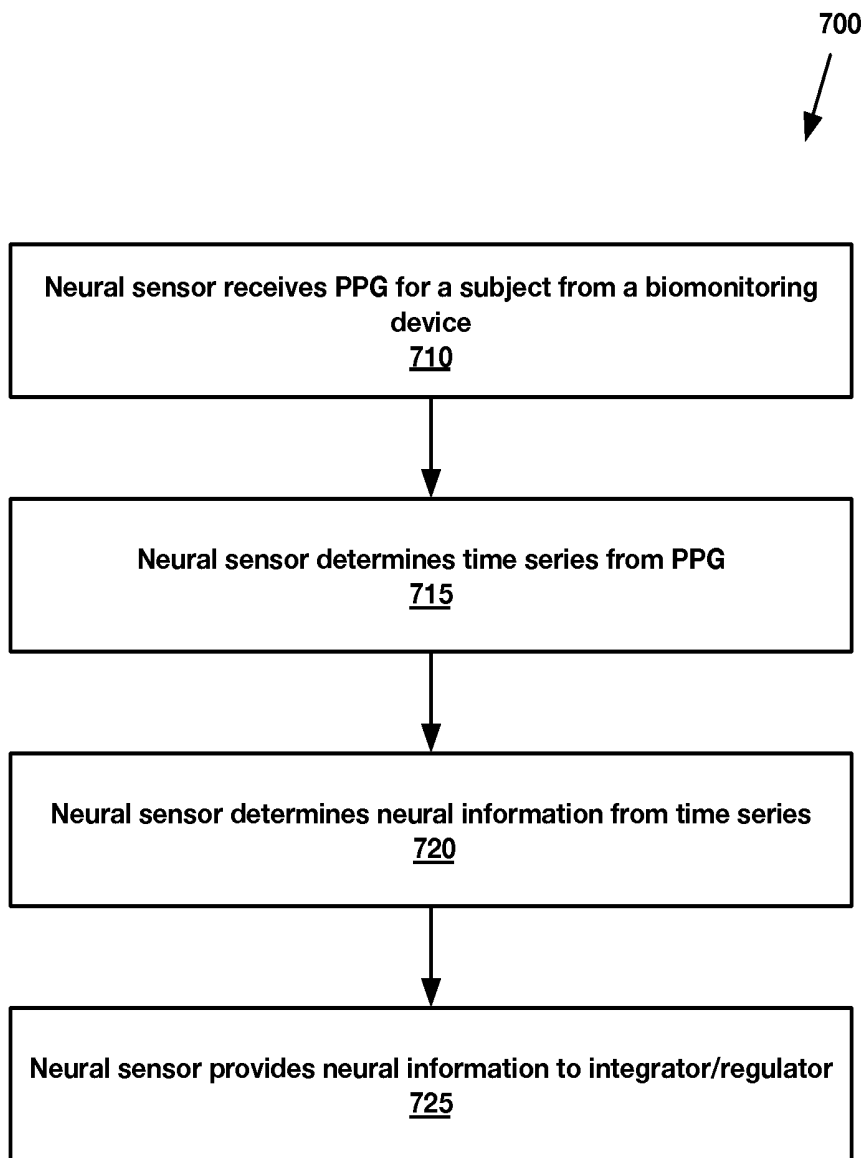 700
Neural sensor receives PPG for a subject from a biomonitoring
device
710
Neural sensor determines time series from PPG
715
Neural sensor determines neural information from time series
720
Neural sensor provides neural information to integrator/regulator
725